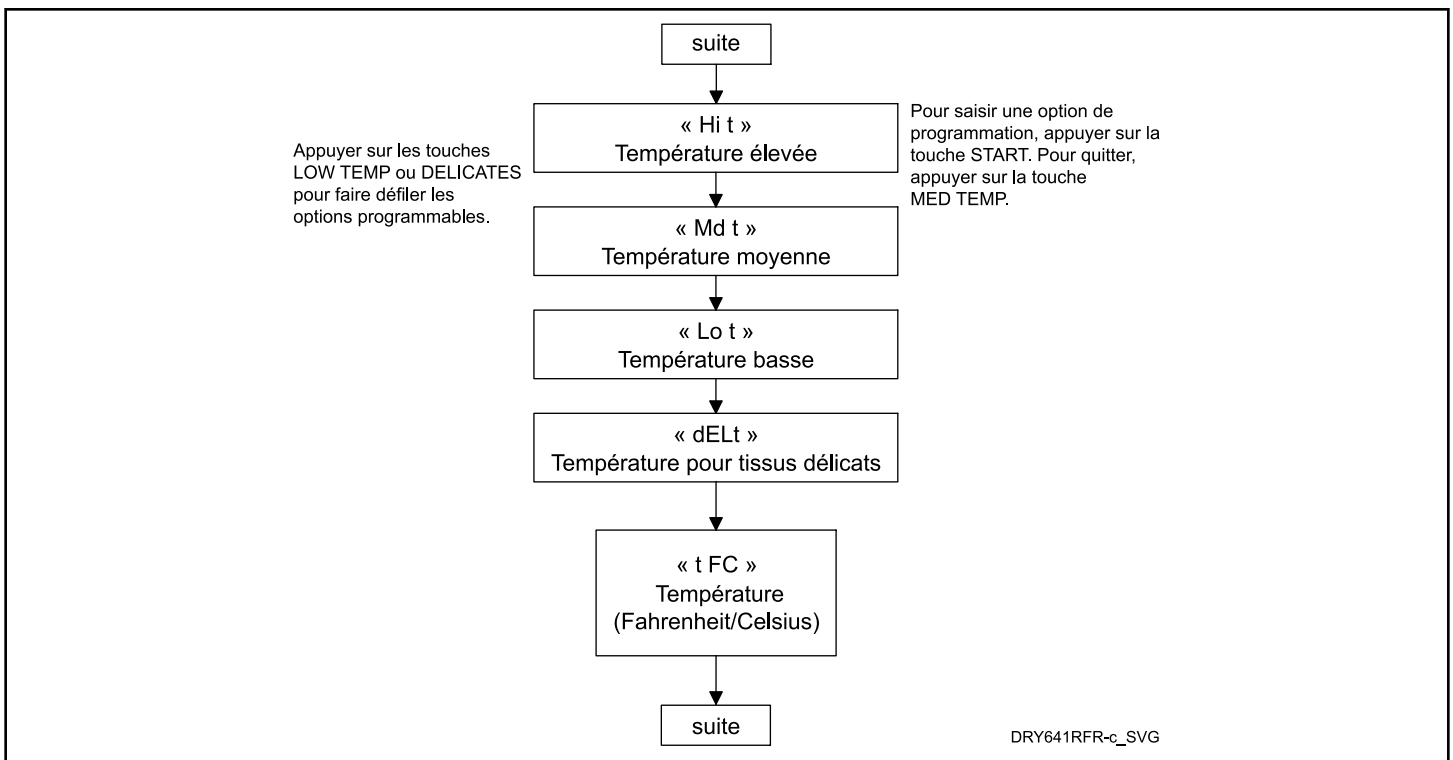 suite
« Hi t »
Température élevée
Appuyer sur les touches
LOW TEMP ou DELICATES
pour faire défiler les
options programmables.
Pour saisir une option de
programmation, appuyer sur la
touche START. Pour quitter,
appuyer sur la touche
MED TEMP.
« Md t »
Température moyenne
« Lo t »
Température basse
« dELt »
Température pour tissus délicats
« t FC »
Température
(Fahrenheit/Celsius)
suite
DRY641RFR-c_SVG